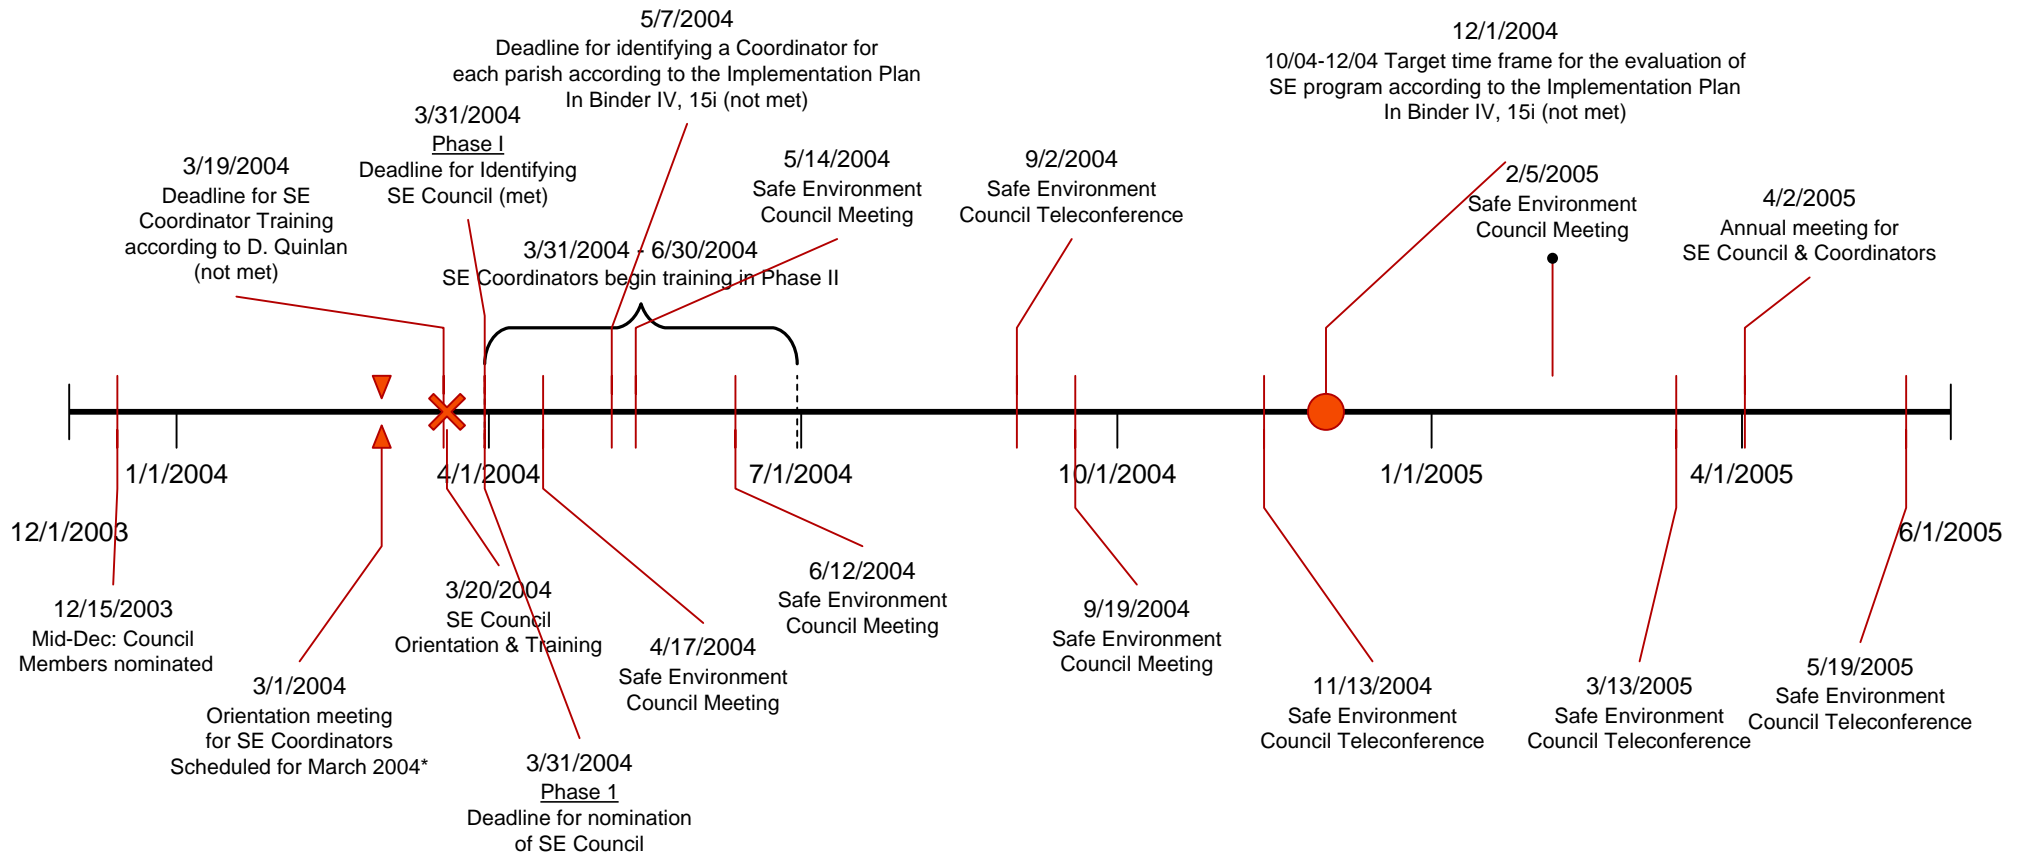 5/7/2004
Deadline for identifying a Coordinator for
each parish according to the Implementation Plan
In Binder IV, 15i (not met)
12/1/2004
10/04-12/04 Target time frame for the evaluation of
SE program according to the Implementation Plan
In Binder IV, 15i (not met)
3/31/2004
Phase I
Deadline for Identifying
SE Council (met)
3/19/2004
Deadline for SE
Coordinator Training
according to D. Quinlan
(not met)
5/14/2004
Safe Environment
Council Meeting
9/2/2004
Safe Environment
Council Teleconference
2/5/2005
Safe Environment
Council Meeting
4/2/2005
Annual meeting for
SE Council & Coordinators
3/31/2004 - 6/30/2004
SE Coordinators begin training in Phase II
1/1/2004
4/1/2004
7/1/2004
10/1/2004
1/1/2005
4/1/2005
12/1/2003
6/1/2005
12/15/2003
Mid-Dec: Council
Members nominated
3/1/2004
Orientation meeting
for SE Coordinators
Scheduled for March 2004*
3/20/2004
SE Council
Orientation & Training
3/31/2004
Phase 1
Deadline for nomination
of SE Council
4/17/2004
Safe Environment
Council Meeting
6/12/2004
Safe Environment
Council Meeting
9/19/2004
Safe Environment
Council Meeting
11/13/2004
Safe Environment
Council Teleconference
3/13/2005
Safe Environment
Council Teleconference
5/19/2005
Safe Environment
Council Teleconference